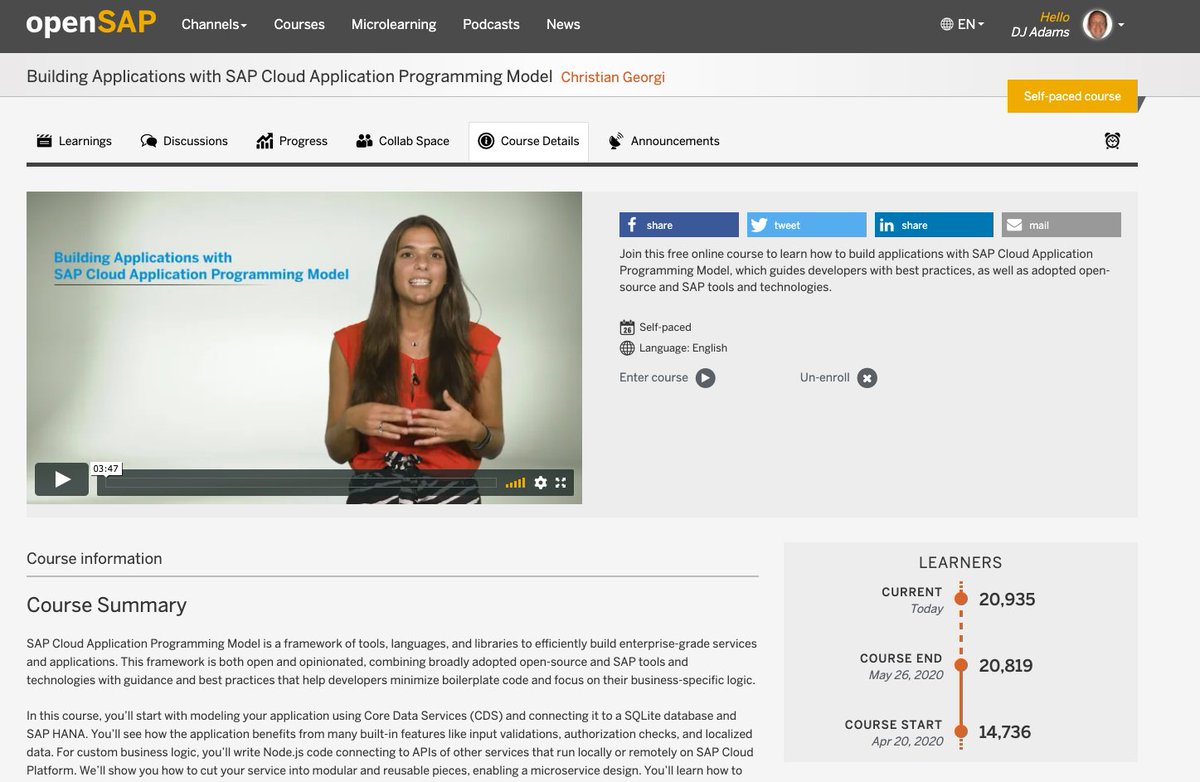 openSAP
Channels Courses Microlearning Podcasts News
EN
Hello
DJ Adams
Building Applications with SAP Cloud Application Programming Model Christian Georgi
Self-paced course
Learnings Discussions Progress Collab Space Course Details Announcements
Building Applications with
SAP Cloud Application Programming Model
03:47
share tweet share mail
Join this free online course to learn how to build applications with SAP Cloud Application
Programming Model, which guides developers with best practices, as well as adopted open-
source and SAP tools and technologies.
26 Self-paced
Language: English
Enter course Un-enroll
Course information
Course Summary
SAP Cloud Application Programming Model is a framework of tools, languages, and libraries to efficiently build enterprise-grade services
and applications. This framework is both open and opinionated, combining broadly adopted open-source and SAP tools and
technologies with guidance and best practices that help developers minimize boilerplate code and focus on their business-specific logic.
In this course, you'll start with modeling your application using Core Data Services (CDS) and connecting it to a SQLite database and
SAP HANA. You'll see how the application benefits from many built-in features like input validations, authorization checks, and localized
data. For custom business logic, you'll write Node.js code connecting to APIs of other services that run locally or remotely on SAP Cloud
Platform. We'll show you how to cut your service into modular and reusable pieces, enabling a microservice design. You'll learn how to
LEARNERS
CURRENT
Today
20,935
COURSE END
May 26, 2020
20,819
COURSE START
Apr 20, 2020
14,736